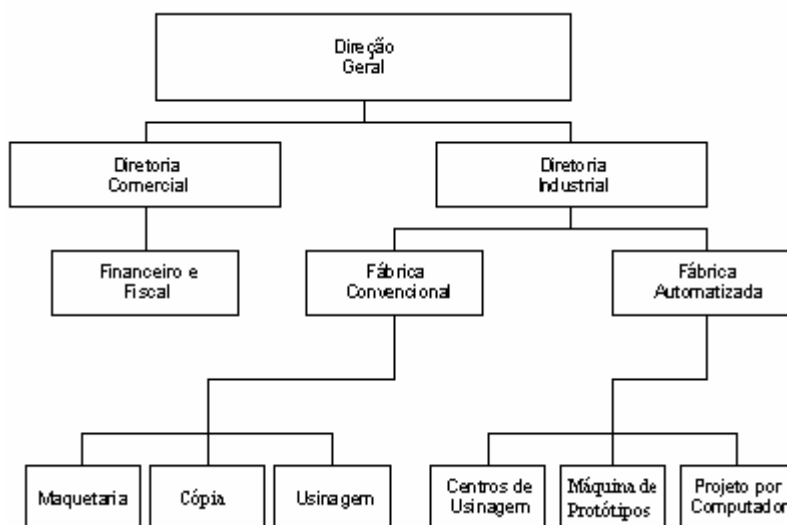 Direção
Geral
Diretoria
Comercial
Diretoria
Industrial
Financeiro e
Fiscal
Fábrica
Convencional
Fábrica
Automatizada
Maquetaria
Cópia
Usinagem
Centros de
Usinagem
Máquina de
Protótipos
Projeto por
Computador